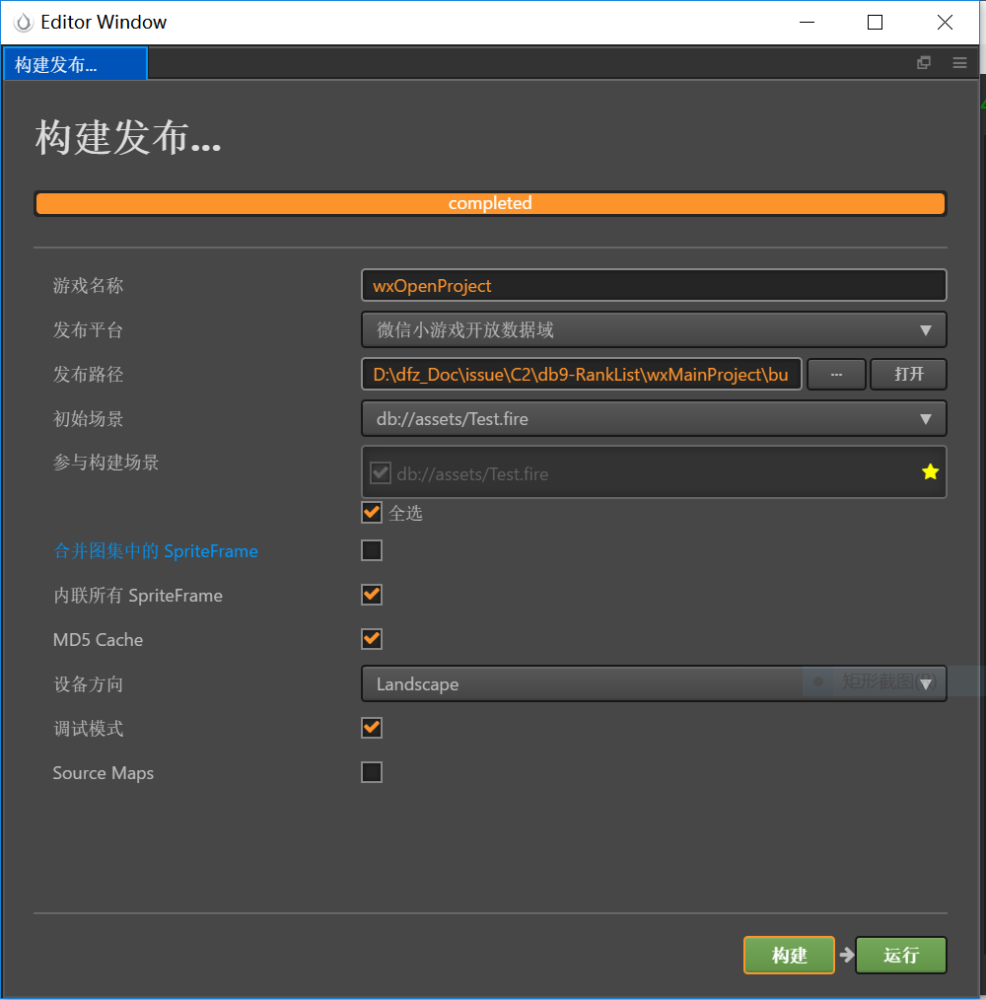 Editor Window
构建发布...
构建发布...
completed
游戏名称 wxOpenProject
发布平台 微信小游戏开放数据域
发布路径 D:\dfz_Doc\issue\C2\db9-RankList\wxMainProject\bu ... 打开
初始场景 db://assets/Test.fire
参与构建场景 db://assets/Test.fire
全选
合并图集中的 SpriteFrame
内联所有 SpriteFrame
MD5 Cache
设备方向 Landscape 矩形截图(R)
调试模式
Source Maps
构建 运行